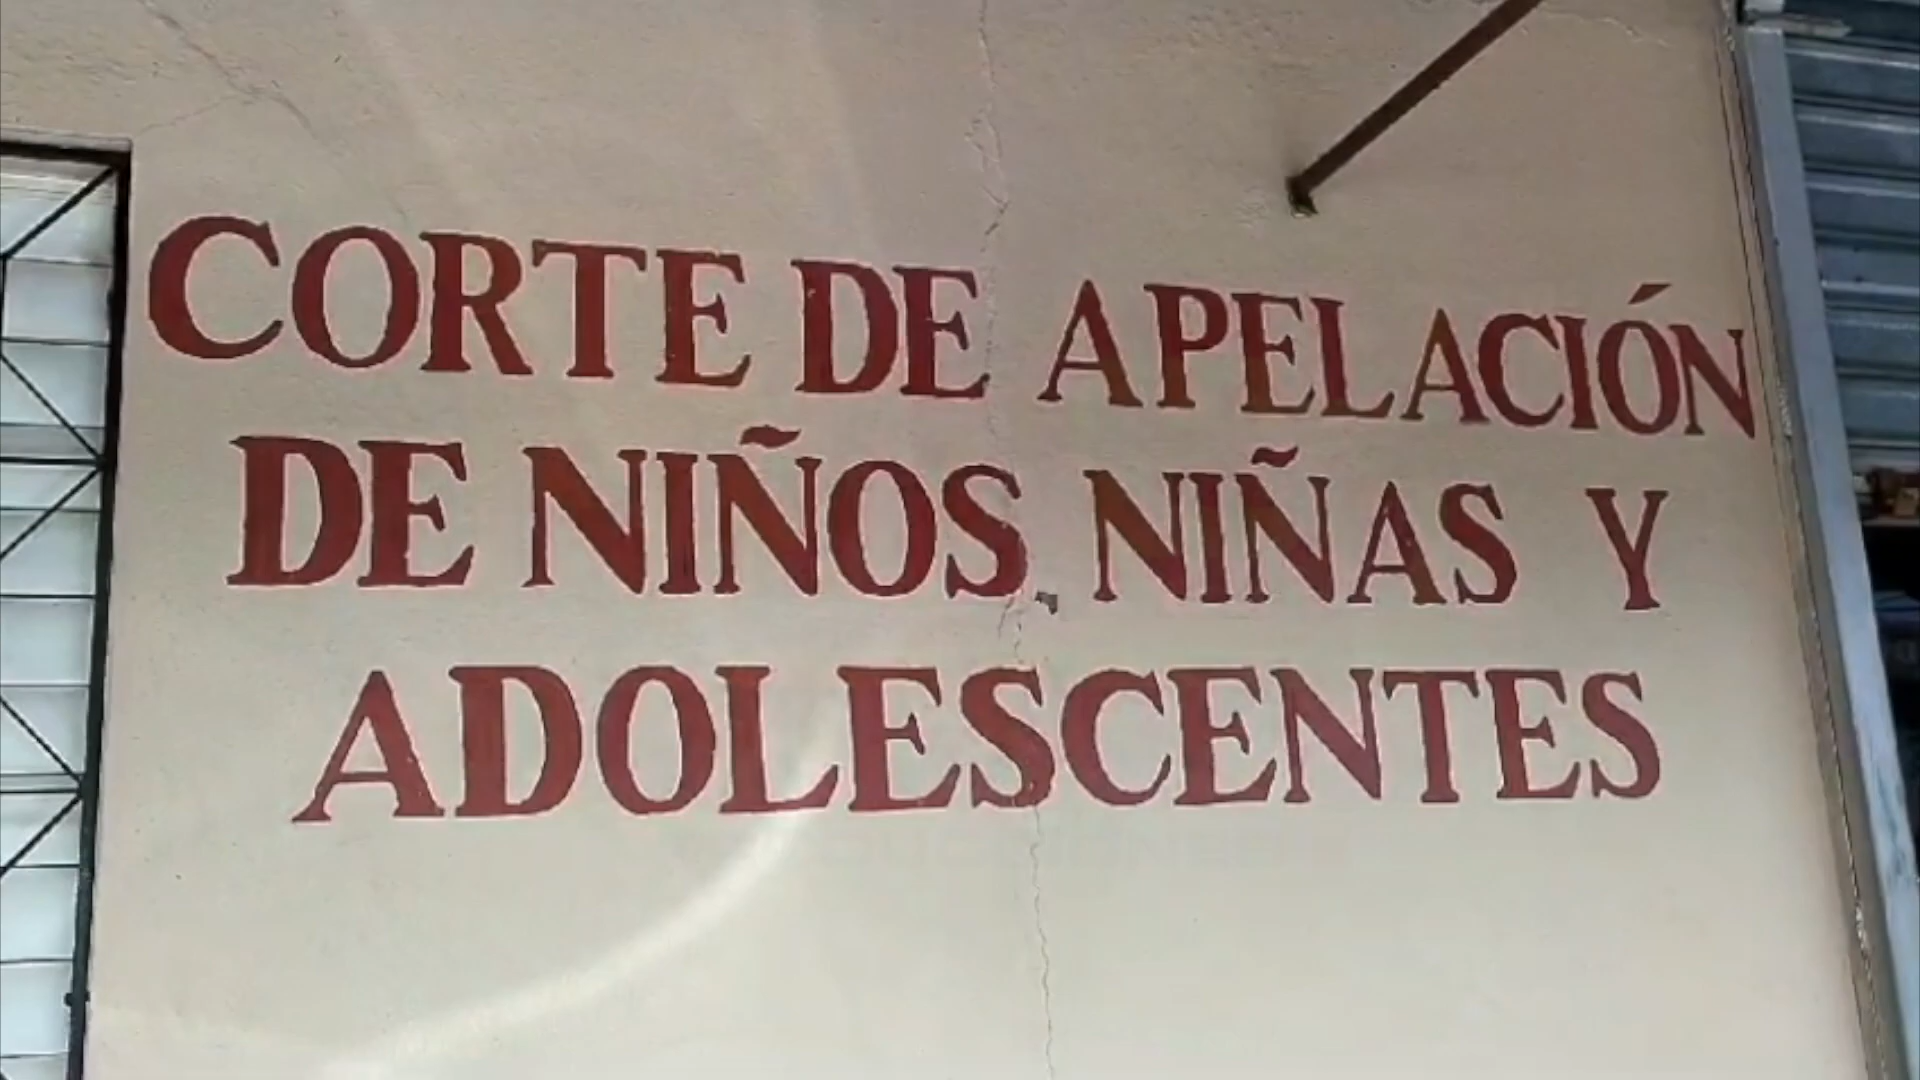 CORTE DE APELACIÓN
DE NIÑOS NIÑAS Y
ADOLESCENTES